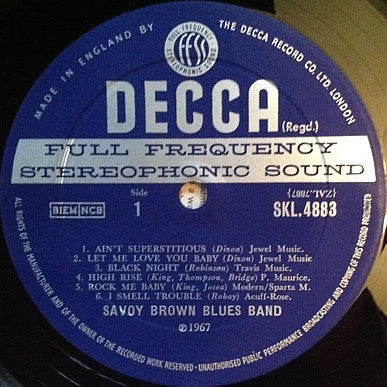 MADE IN ENGLAND BY
THE DECCA RECORD CO. LTD. LONDON
FULL FREQUENCY
ffss
STEREOPHONIC SOUND
DECCA
(Regd.)
FULL FREQUENCY
STEREOPHONIC SOUND
Side
1
(ZAL.7887)
SKL.4883
BIEM NCB
1. AIN'T SUPERSTITIOUS (Dixon) Jewel Music.
2. LET ME LOVE YOU BABY (Dixon) Jewel Music
3. BLACK NIGHT (Robinson) Travis Music.
4. HIGH RISE (King, Thompson, Bridge) P. Maurice.
5. ROCK ME BABY (King, Josea) Modern/Sparta M.
6. I SMELL TROUBLE (Robay) Acuff-Rose.
SAVOY BROWN BLUES BAND
℗1967
ALL RIGHTS OF THE MANUFACTURER AND OF THE OWNER OF THE RECORDED WORK RESERVED · UNAUTHORISED PUBLIC PERFORMANCE BROADCASTING AND COPYING OF THIS RECORD PROHIBITED